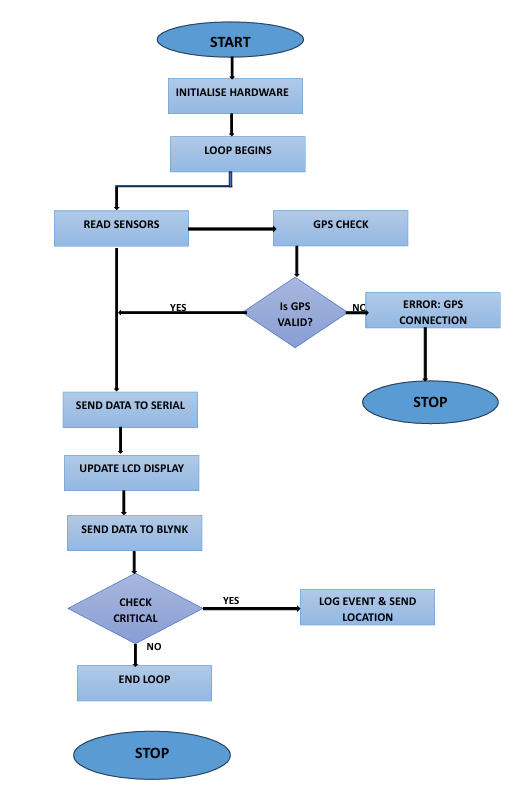 START
INITIALISE HARDWARE
LOOP BEGINS
READ SENSORS
GPS CHECK
Is GPS
VALID?
YES
NO
ERROR: GPS
CONNECTION
STOP
SEND DATA TO SERIAL
UPDATE LCD DISPLAY
SEND DATA TO BLYNK
CHECK
CRITICAL
YES
LOG EVENT & SEND
LOCATION
NO
END LOOP
STOP